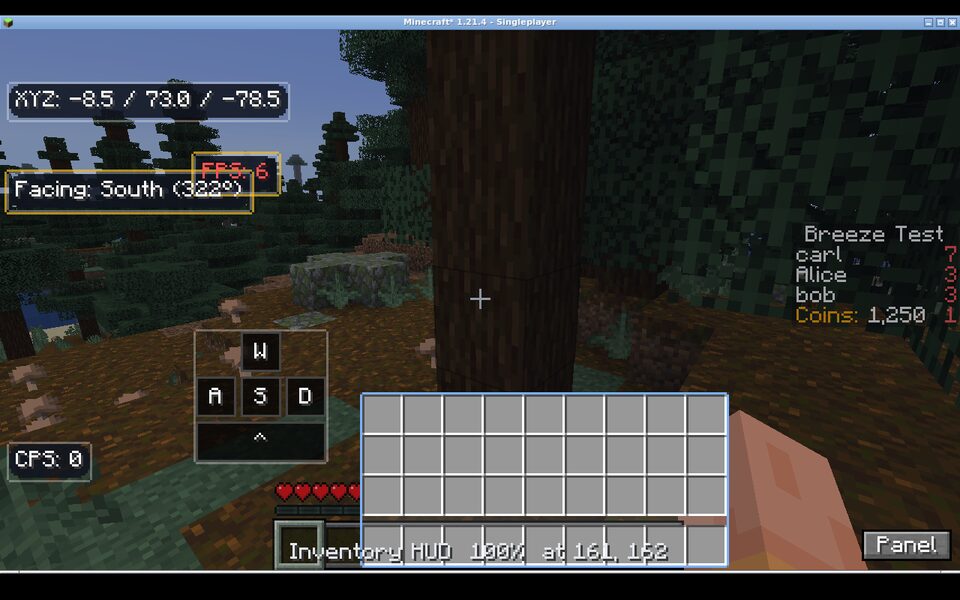 Minecraft* 1.21.4 - Singleplayer
XYZ: -8.5 / 73.0 / -78.5
FPS: 6
Facing: South (322°)
Breeze Test
carl 7
Alice 3
bob 3
Coins: 1,250 1
W
A S D
^
CPS: 0
Panel
Inventory HUD 100% at 161, 162